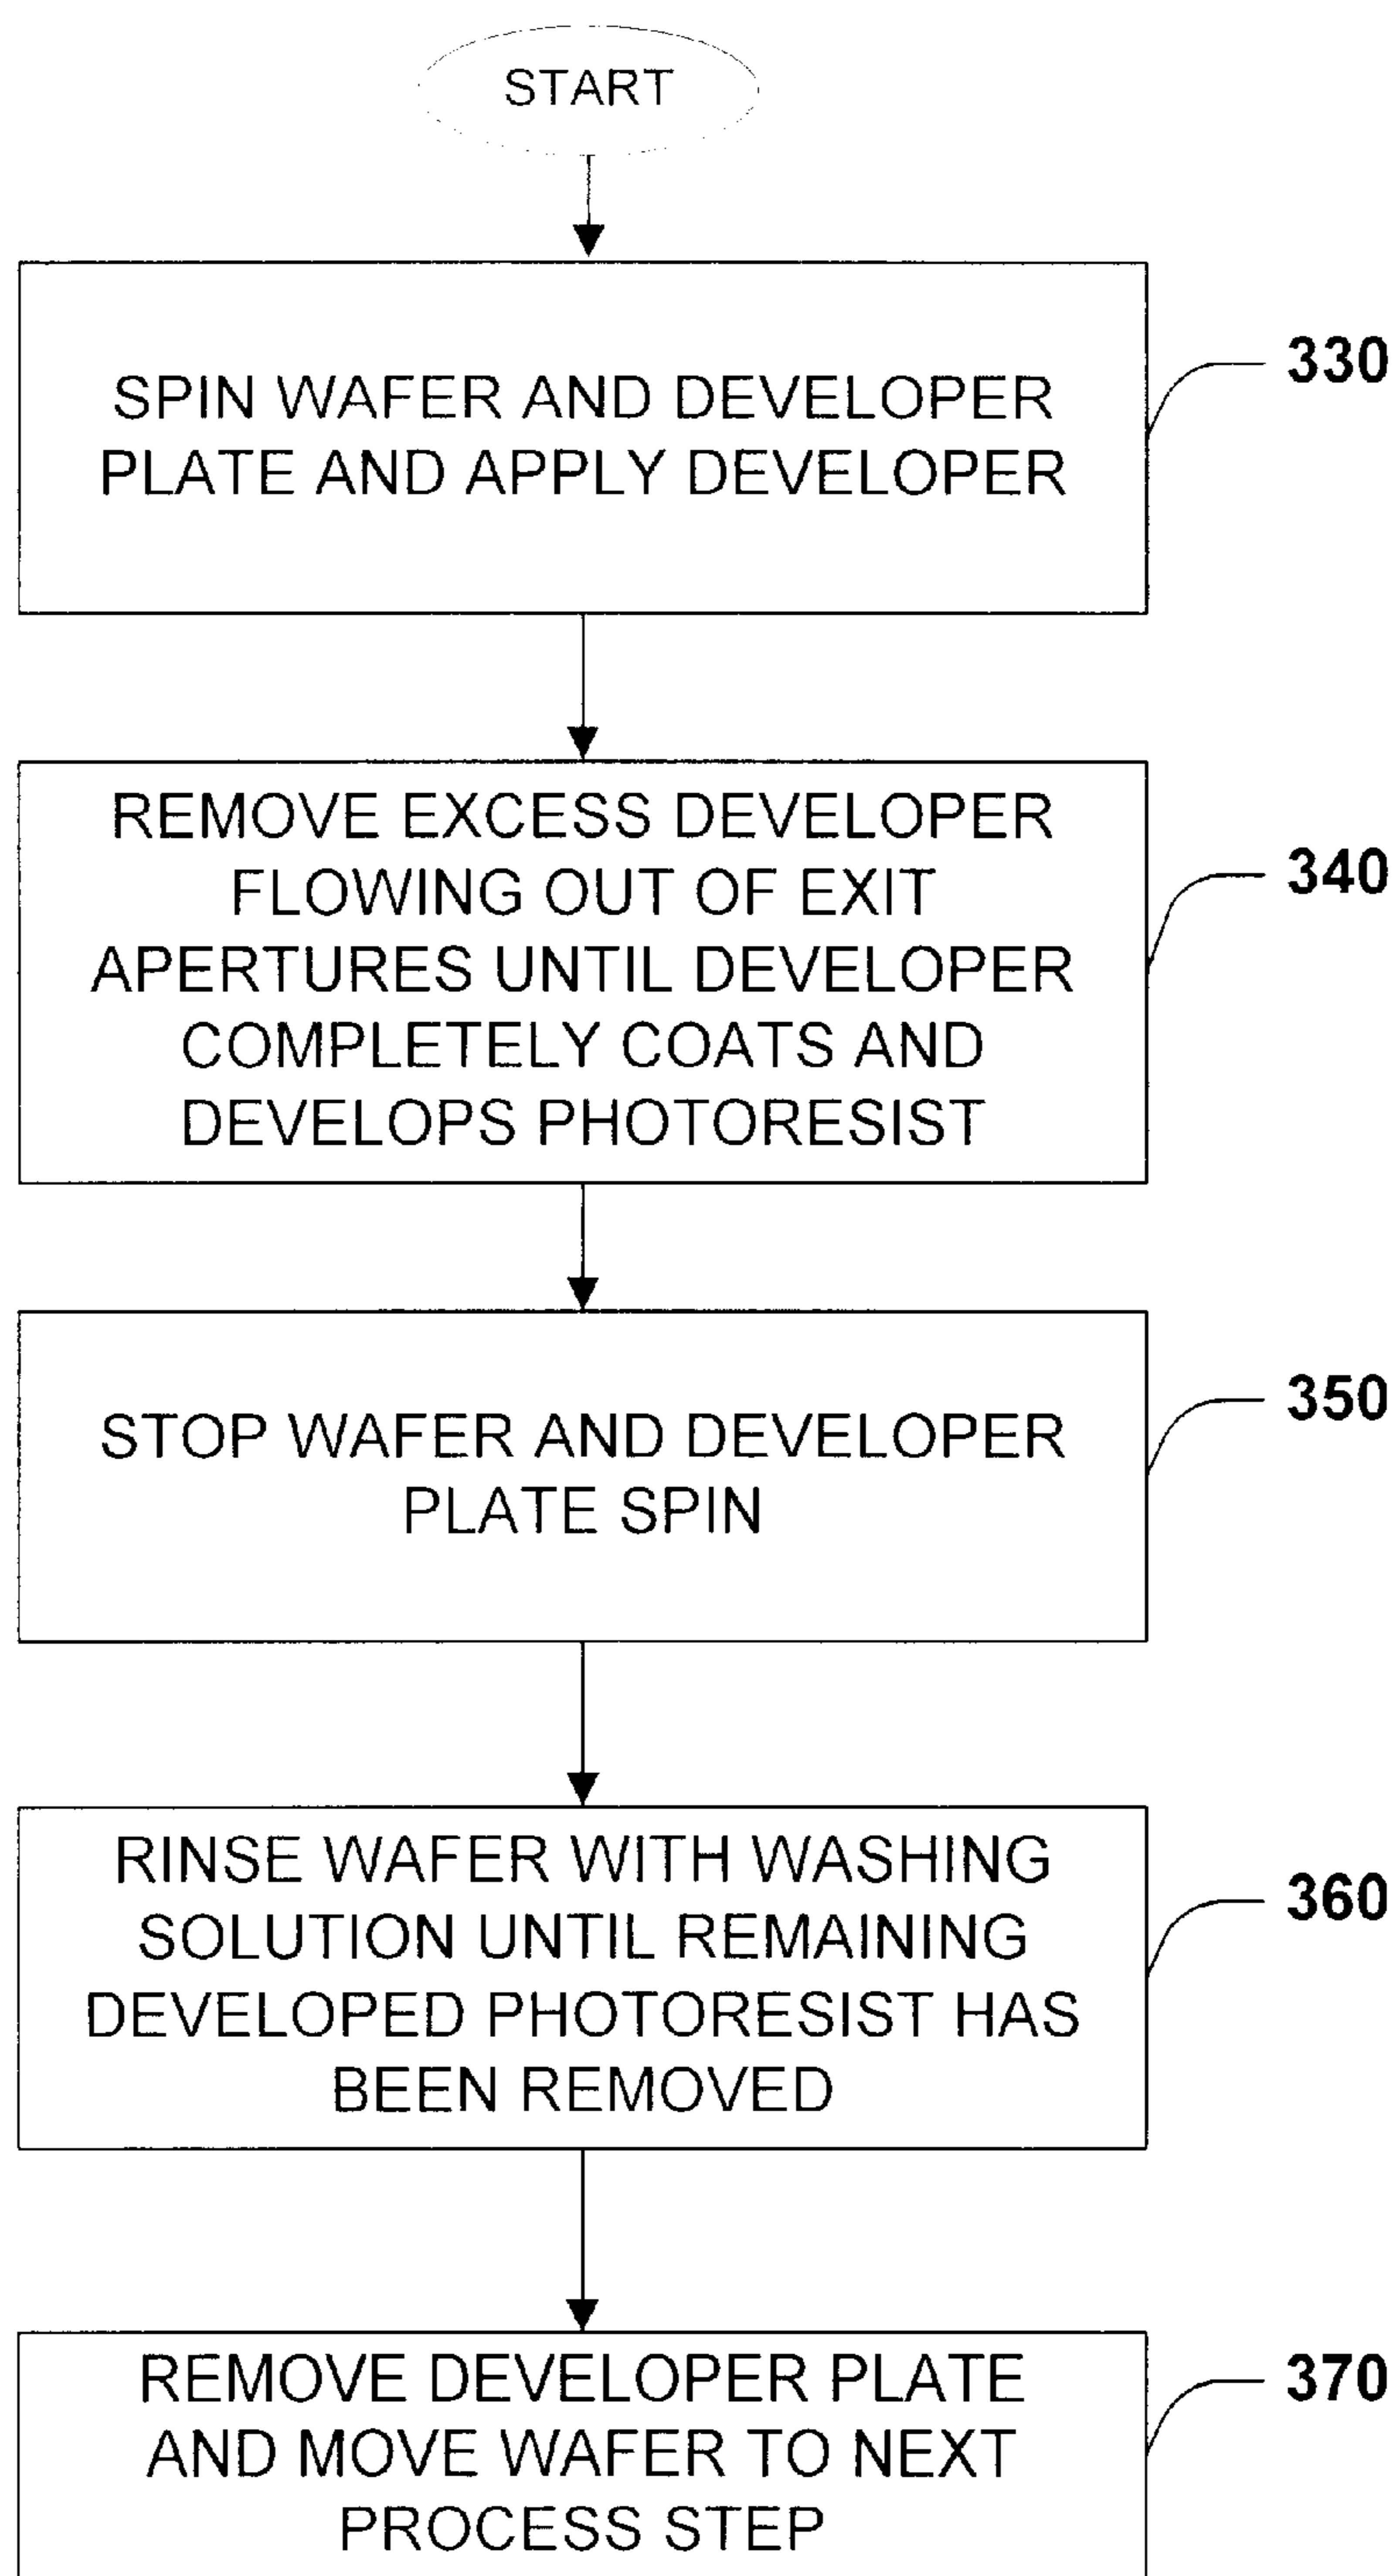 START
SPIN WAFER AND DEVELOPER
PLATE AND APPLY DEVELOPER
330
REMOVE EXCESS DEVELOPER
FLOWING OUT OF EXIT
APERTURES UNTIL DEVELOPER
COMPLETELY COATS AND
DEVELOPS PHOTORESIST
340
STOP WAFER AND DEVELOPER
PLATE SPIN
350
RINSE WAFER WITH WASHING
SOLUTION UNTIL REMAINING
DEVELOPED PHOTORESIST HAS
BEEN REMOVED
360
REMOVE DEVELOPER PLATE
AND MOVE WAFER TO NEXT
PROCESS STEP
370